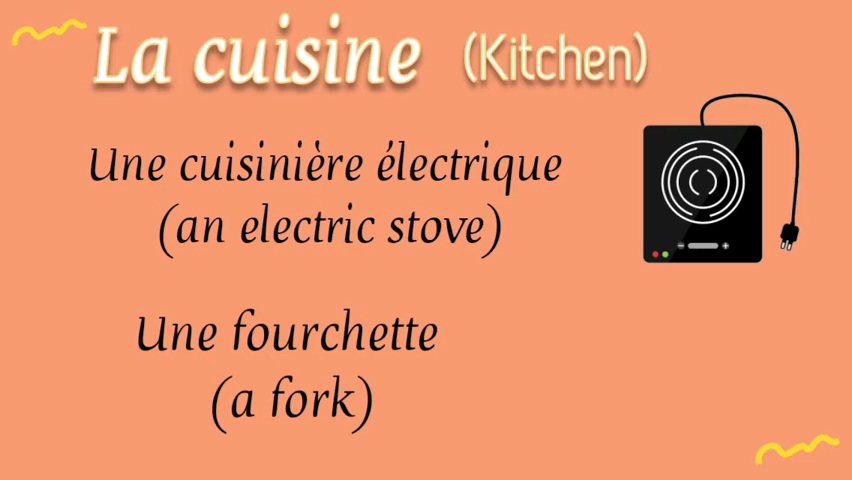 La cuisine (Kitchen)
Une cuisinière électrique
(an electric stove)
Une fourchette
(a fork)